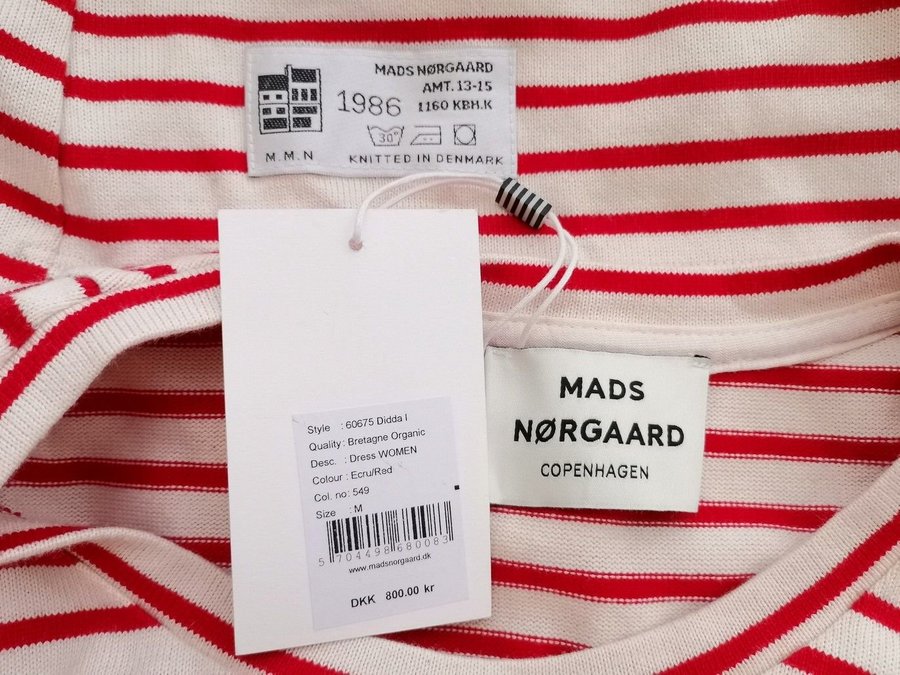 MADS NØRGAARD
AMT. 13-15
1986
1160 KBH.K
30°
M.M.N
KNITTED IN DENMARK
Style : 60675 Didda I
Quality : Bretagne Organic
Desc. : Dress WOMEN
Colour : Ecru/Red
Col. no: 549
Size : M
5 704498 680083
www.madsnorgaard.dk
DKK 800.00 kr
MADS
NØRGAARD
COPENHAGEN